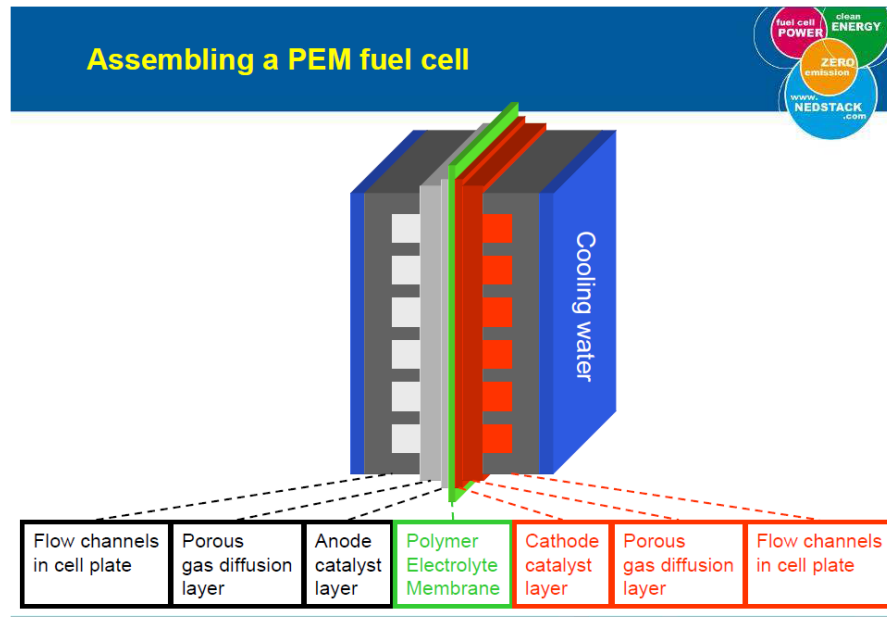 Assembling a PEM fuel cell
fuel cell
POWER
clean
ENERGY
ZERO
emission
www.
NEDSTACK
.com
Cooling water
Flow channels
in cell plate
Porous
gas diffusion
layer
Anode
catalyst
layer
Polymer
Electrolyte
Membrane
Cathode
catalyst
layer
Porous
gas diffusion
layer
Flow channels
in cell plate